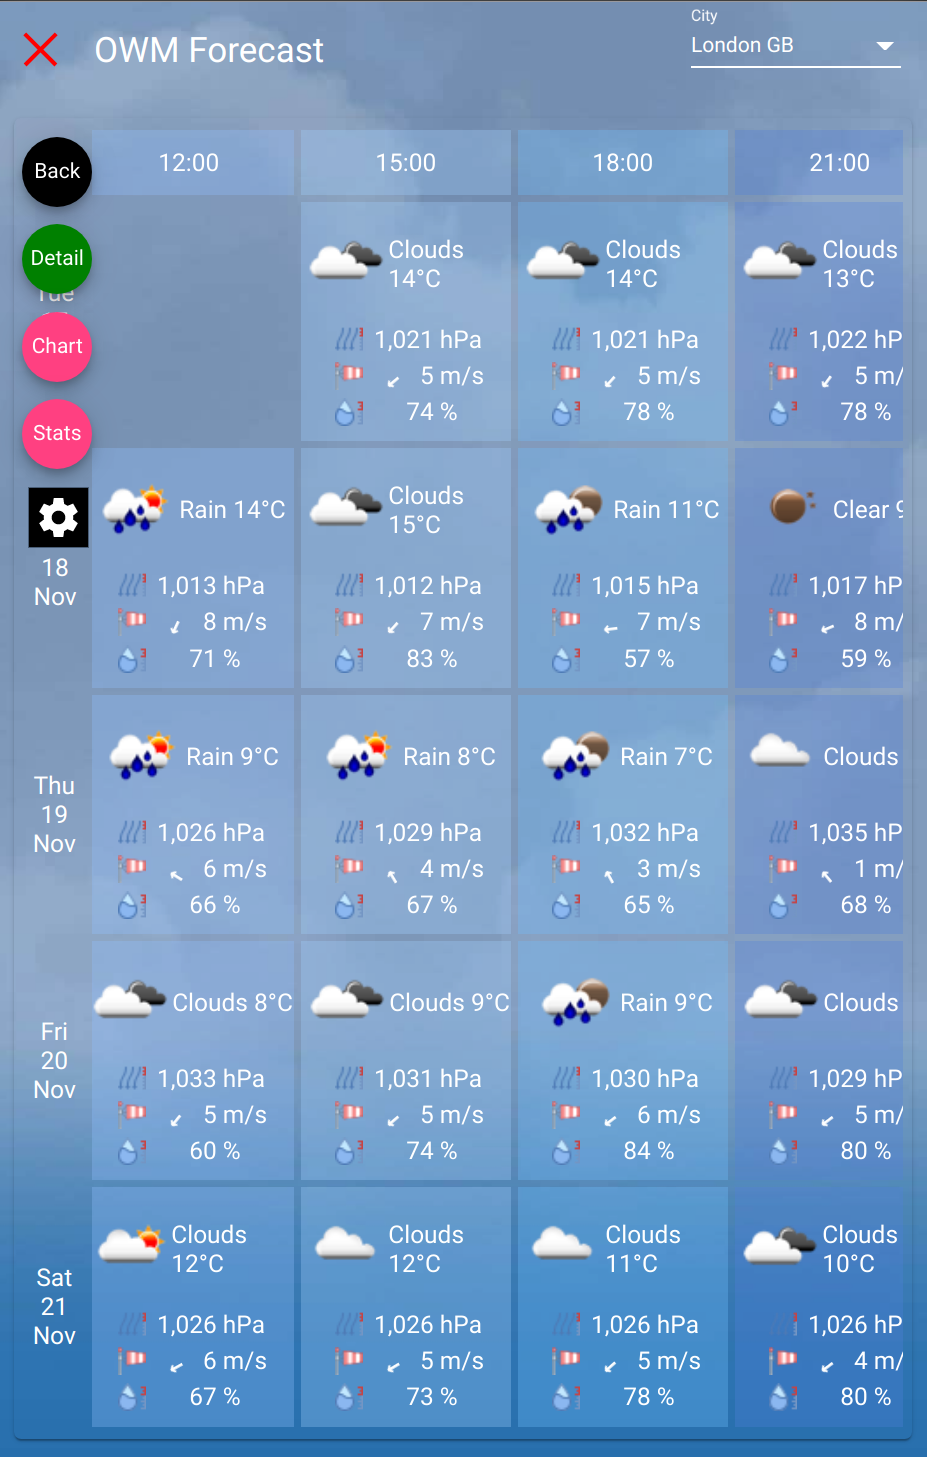 City
OWM Forecast
London GB
Back
12:00
15:00
18:00
21:00
Detail
Tue
Chart
Stats
Clouds
14°C
1,021 hPa
5 m/s
74 %
Clouds
14°C
1,021 hPa
5 m/s
78 %
Clouds
13°C
1,022 hP
5 m/
78 %
18
Nov
Rain 14°C
1,013 hPa
8 m/s
71 %
Clouds
15°C
1,012 hPa
7 m/s
83 %
Rain 11°C
1,015 hPa
7 m/s
57 %
Clear 9
1,017 hP
8 m/
59 %
Thu
19
Nov
Rain 9°C
1,026 hPa
6 m/s
66 %
Rain 8°C
1,029 hPa
4 m/s
67 %
Rain 7°C
1,032 hPa
3 m/s
65 %
Clouds
1,035 hP
1 m/
68 %
Fri
20
Nov
Clouds 8°C
1,033 hPa
5 m/s
60 %
Clouds 9°C
1,031 hPa
5 m/s
74 %
Rain 9°C
1,030 hPa
6 m/s
84 %
Clouds
1,029 hP
5 m/
80 %
Sat
21
Nov
Clouds
12°C
1,026 hPa
6 m/s
67 %
Clouds
12°C
1,026 hPa
5 m/s
73 %
Clouds
11°C
1,026 hPa
5 m/s
78 %
Clouds
10°C
1,026 hP
4 m/
80 %